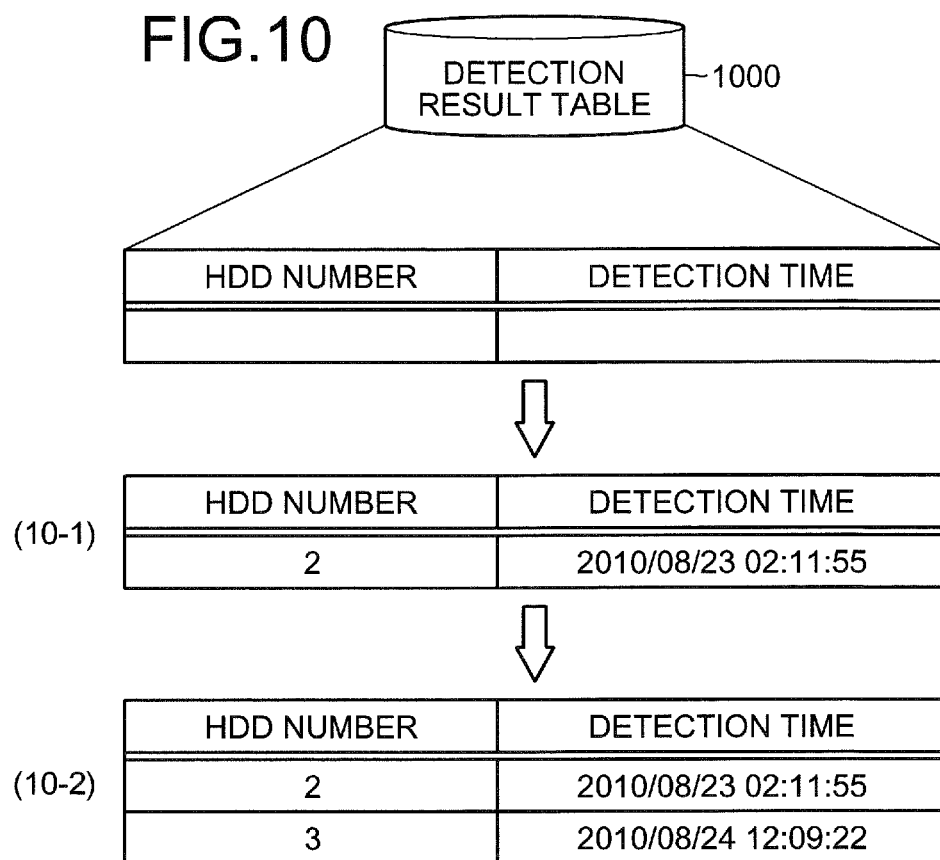 FIG.10
DETECTION
RESULT TABLE
1000
HDD NUMBER DETECTION TIME
HDD NUMBER DETECTION TIME
(10-1)
2 2010/08/23 02:11:55
HDD NUMBER DETECTION TIME
(10-2)
2 2010/08/23 02:11:55
3 2010/08/24 12:09:22